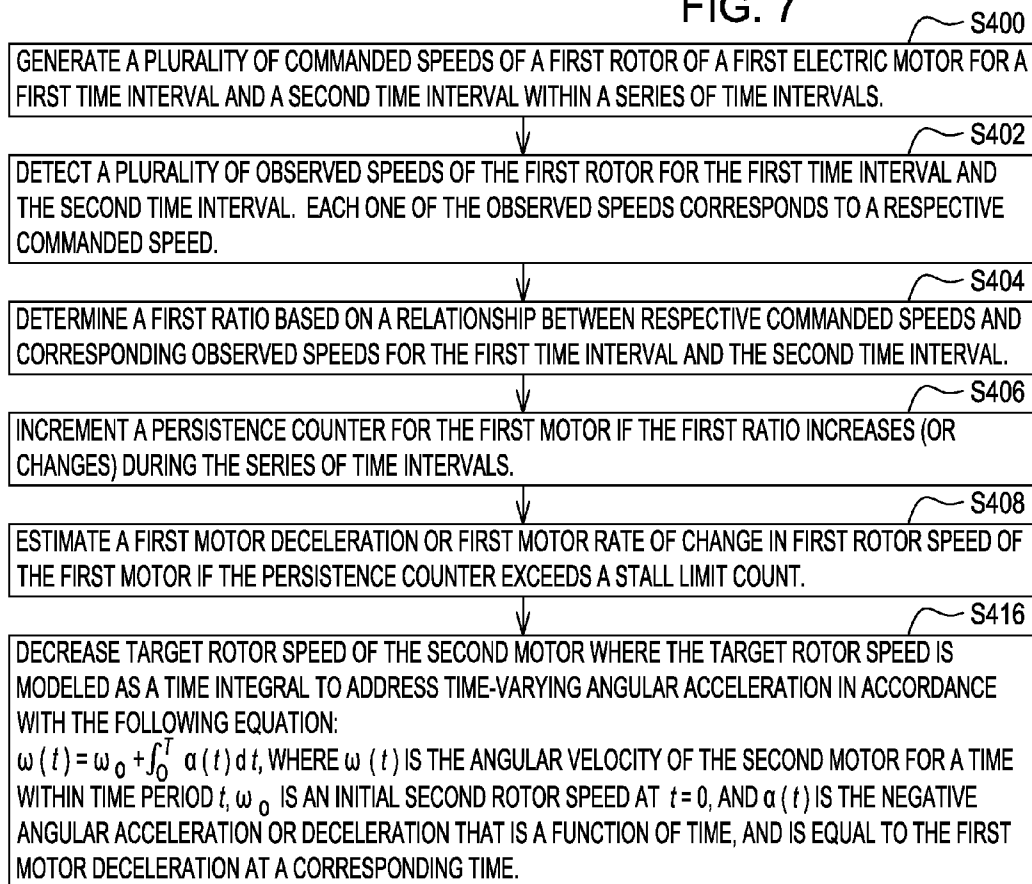 FIG. 7
S400
GENERATE A PLURALITY OF COMMANDED SPEEDS OF A FIRST ROTOR OF A FIRST ELECTRIC MOTOR FOR A
FIRST TIME INTERVAL AND A SECOND TIME INTERVAL WITHIN A SERIES OF TIME INTERVALS.
S402
DETECT A PLURALITY OF OBSERVED SPEEDS OF THE FIRST ROTOR FOR THE FIRST TIME INTERVAL AND
THE SECOND TIME INTERVAL. EACH ONE OF THE OBSERVED SPEEDS CORRESPONDS TO A RESPECTIVE
COMMANDED SPEED.
S404
DETERMINE A FIRST RATIO BASED ON A RELATIONSHIP BETWEEN RESPECTIVE COMMANDED SPEEDS AND
CORRESPONDING OBSERVED SPEEDS FOR THE FIRST TIME INTERVAL AND THE SECOND TIME INTERVAL.
S406
INCREMENT A PERSISTENCE COUNTER FOR THE FIRST MOTOR IF THE FIRST RATIO INCREASES (OR
CHANGES) DURING THE SERIES OF TIME INTERVALS.
S408
ESTIMATE A FIRST MOTOR DECELERATION OR FIRST MOTOR RATE OF CHANGE IN FIRST ROTOR SPEED OF
THE FIRST MOTOR IF THE PERSISTENCE COUNTER EXCEEDS A STALL LIMIT COUNT.
S416
DECREASE TARGET ROTOR SPEED OF THE SECOND MOTOR WHERE THE TARGET ROTOR SPEED IS
MODELED AS A TIME INTEGRAL TO ADDRESS TIME-VARYING ANGULAR ACCELERATION IN ACCORDANCE
WITH THE FOLLOWING EQUATION:
ω(t) = ω₀ + ∫₀ᵀ α(t) dt, WHERE ω (t) IS THE ANGULAR VELOCITY OF THE SECOND MOTOR FOR A TIME
WITHIN TIME PERIOD t, ω₀ IS AN INITIAL SECOND ROTOR SPEED AT t = 0, AND α(t) IS THE NEGATIVE
ANGULAR ACCELERATION OR DECELERATION THAT IS A FUNCTION OF TIME, AND IS EQUAL TO THE FIRST
MOTOR DECELERATION AT A CORRESPONDING TIME.